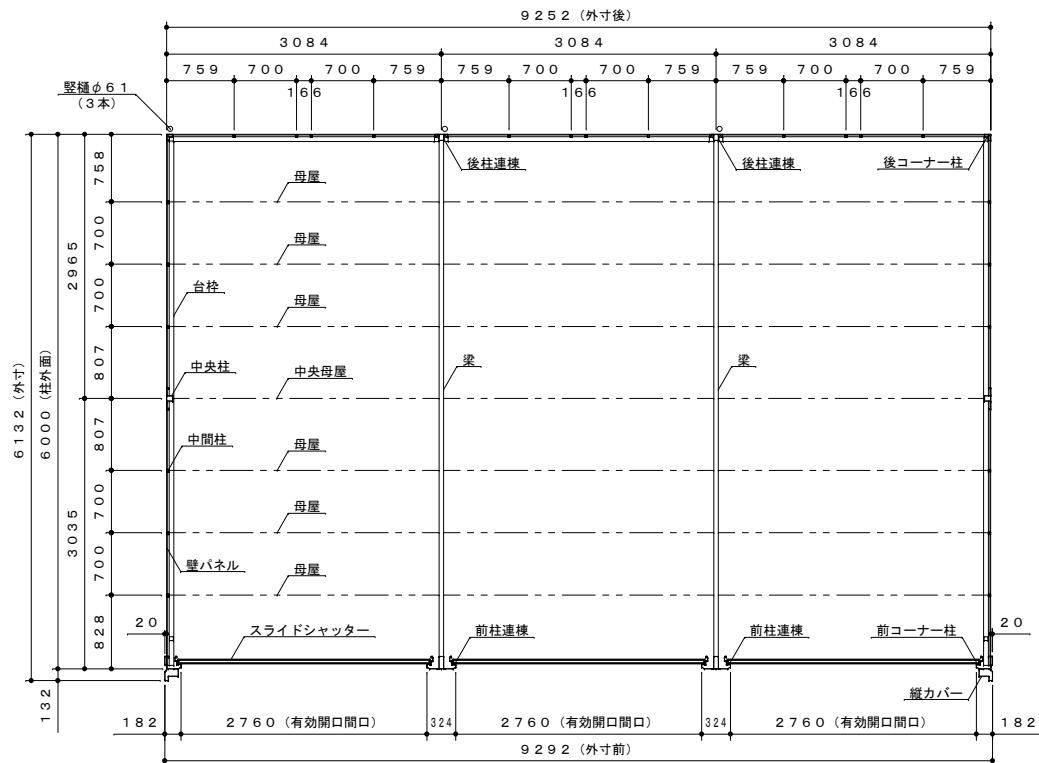 9252（外寸後）
3084 3084 3084
759 700 700 759 759 700 700 759 759 700 700 759
166 166 166
竪樋φ61
（3本）
後柱連棟 後柱連棟 後コーナー柱
758
母屋
700
母屋
2965
700
台枠
母屋
807
6132（外寸）
6000（柱外面）
中央柱
中央母屋
梁
梁
807
中間柱
母屋
700
3035
母屋
700
壁パネル
母屋
828
20
スライドシャッター
前柱連棟
前柱連棟
前コーナー柱
20
132
縦カバー
182 2760（有効開口間口） 324 2760（有効開口間口） 324 2760（有効開口間口） 182
9292（外寸前）